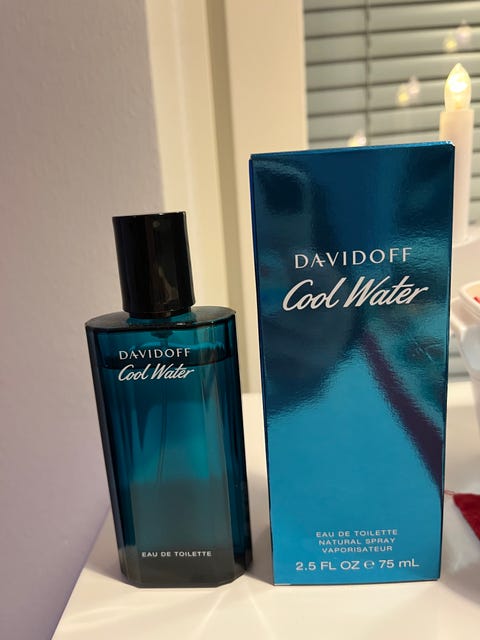 DAVIDOFF
Cool Water
EAU DE TOILETTE
DAVIDOFF
Cool Water
EAU DE TOILETTE
NATURAL SPRAY
VAPORISATEUR
2.5 FL OZ ℮ 75 mL